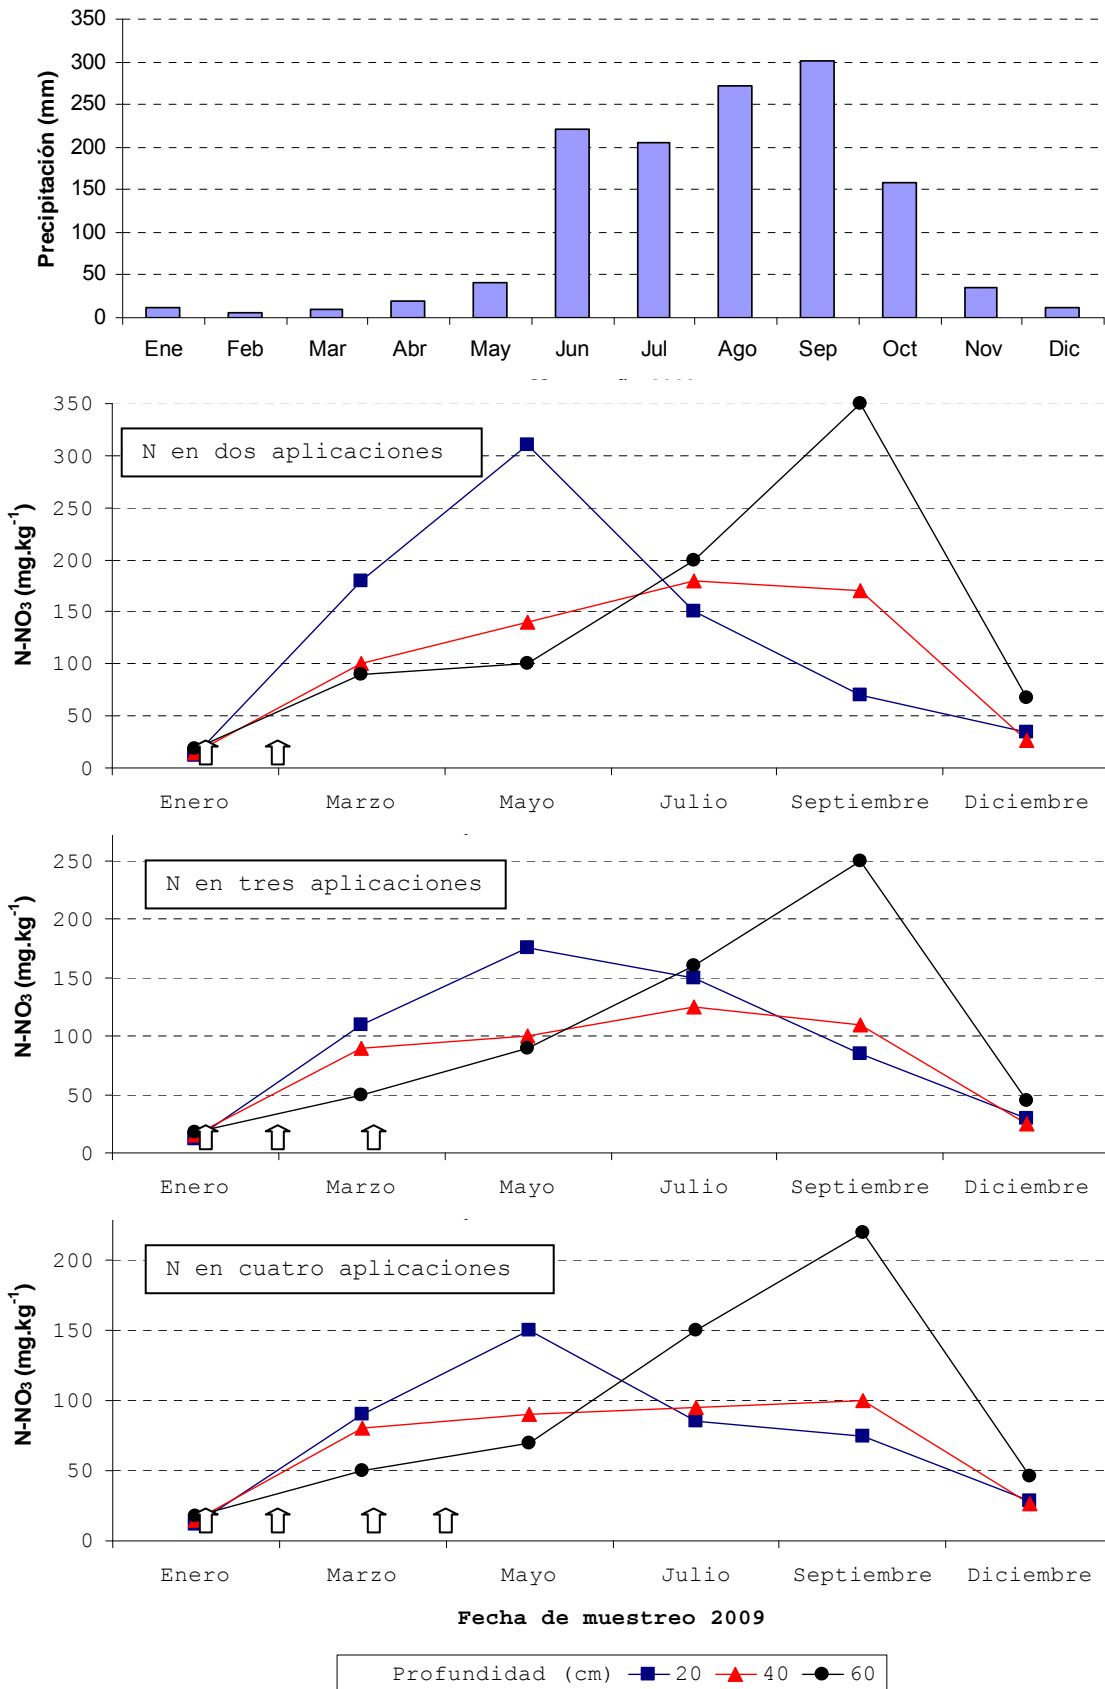 Precipitación (mm)
350
300
250
200
150
100
50
0
Ene Feb Mar Abr May Jun Jul Ago Sep Oct Nov Dic
N-NO3 (mg.kg-1)
N en dos aplicaciones
350
300
250
200
150
100
50
0
Enero Marzo Mayo Julio Septiembre Diciembre
N-NO3 (mg.kg-1)
N en tres aplicaciones
250
200
150
100
50
0
Enero Marzo Mayo Julio Septiembre Diciembre
N-NO3 (mg.kg-1)
N en cuatro aplicaciones
200
150
100
50
0
Enero Marzo Mayo Julio Septiembre Diciembre
Fecha de muestreo 2009
Profundidad (cm) 20 40 60